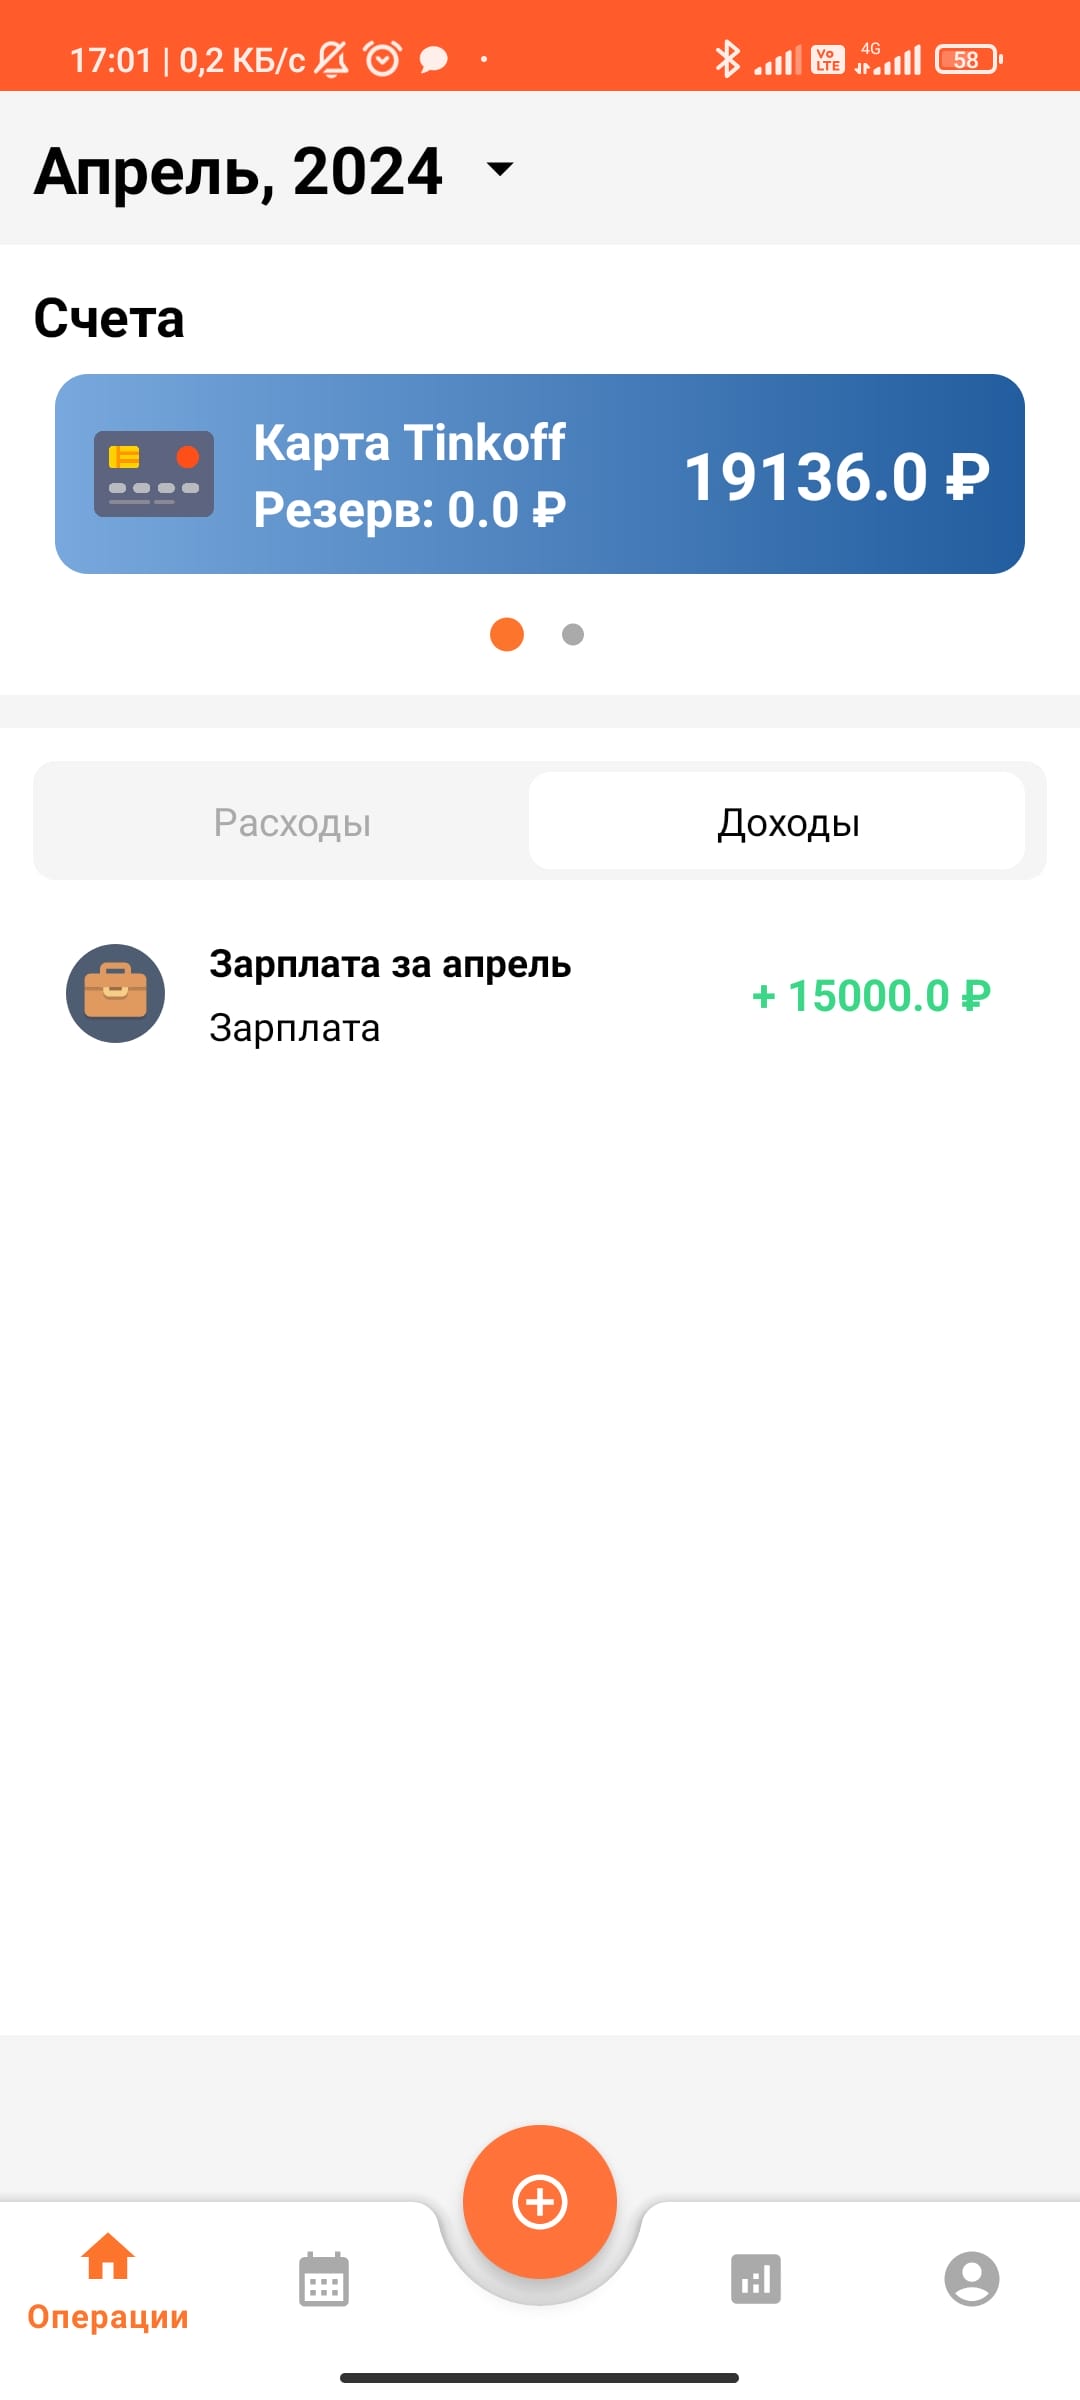 17:01 | 0,2 КБ/с
Vo LTE 4G 58
Апрель, 2024
Счета
Карта Tinkoff
Резерв: 0.0 ₽
19136.0 ₽
Расходы
Доходы
Зарплата за апрель
Зарплата
+ 15000.0 ₽
Операции